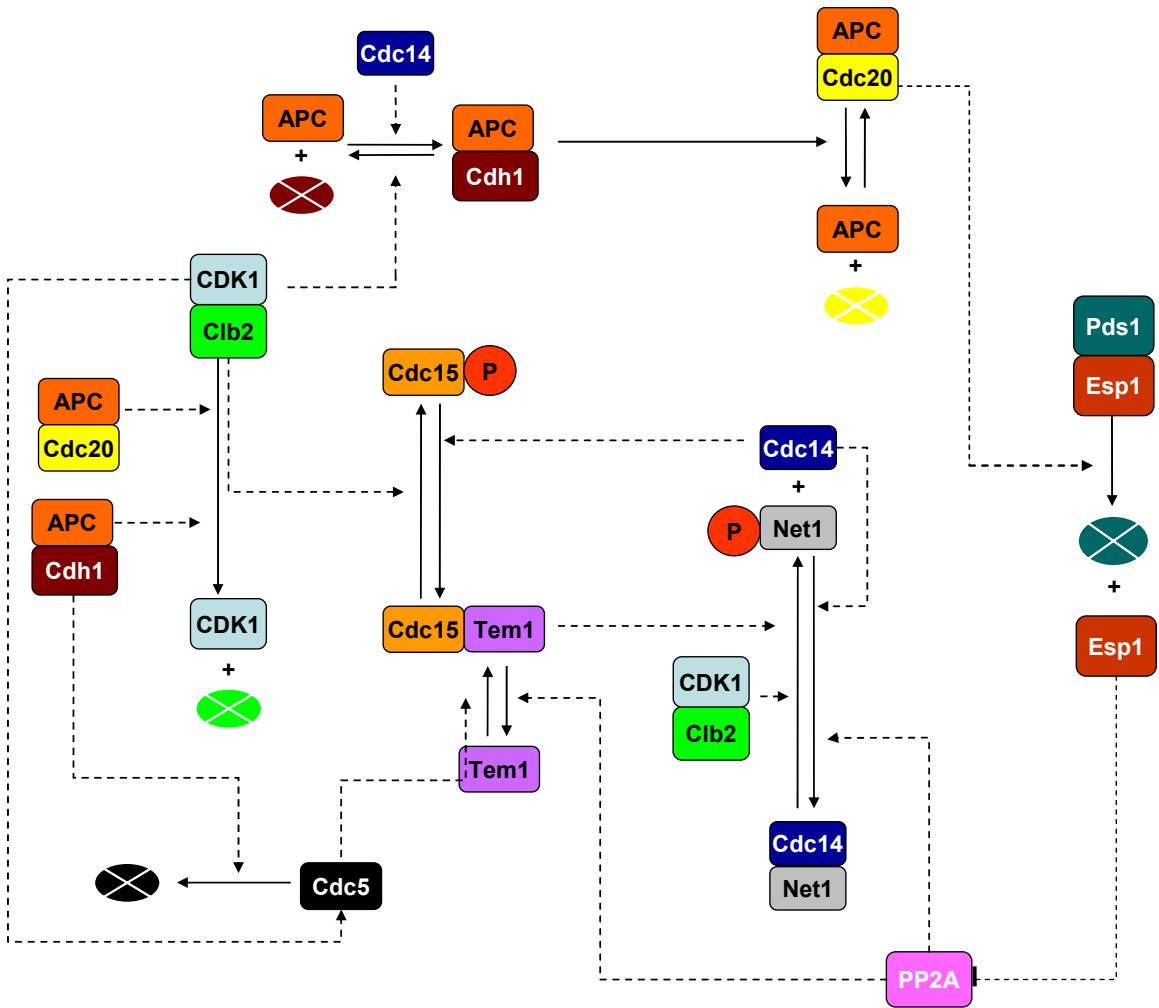 APC
Cdc14
Cdc20
APC
APC
+
Cdh1
APC
+
CDK1
Clb2
Pds1
Esp1
Cdc15 P
APC
Cdc20
Cdc14
+
P Net1
APC
Cdh1
+
CDK1
Cdc15 Tem1
Esp1
+
CDK1
Clb2
Tem1
Cdc14
Net1
Cdc5
PP2A